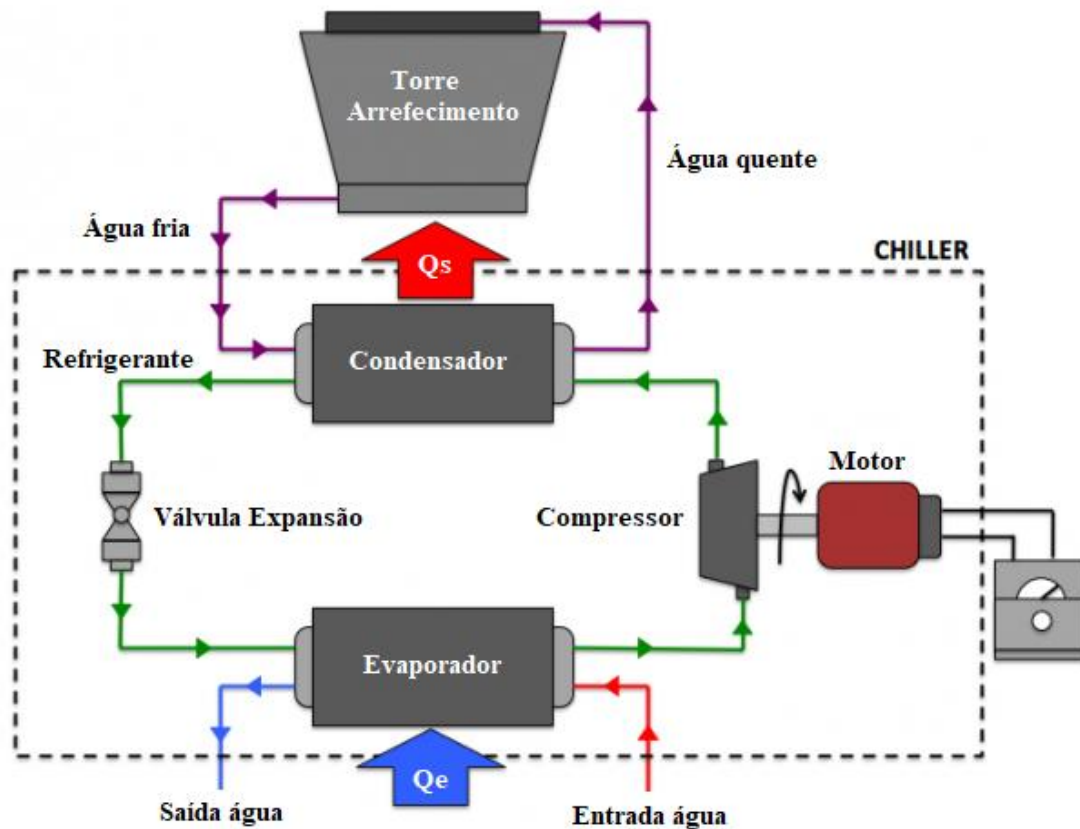 Torre
Arrefecimento
Água quente
Água fria
Qs
CHILLER
Refrigerante
Condensador
Motor
Válvula Expansão
Compressor
Evaporador
Qe
Saída água
Entrada água